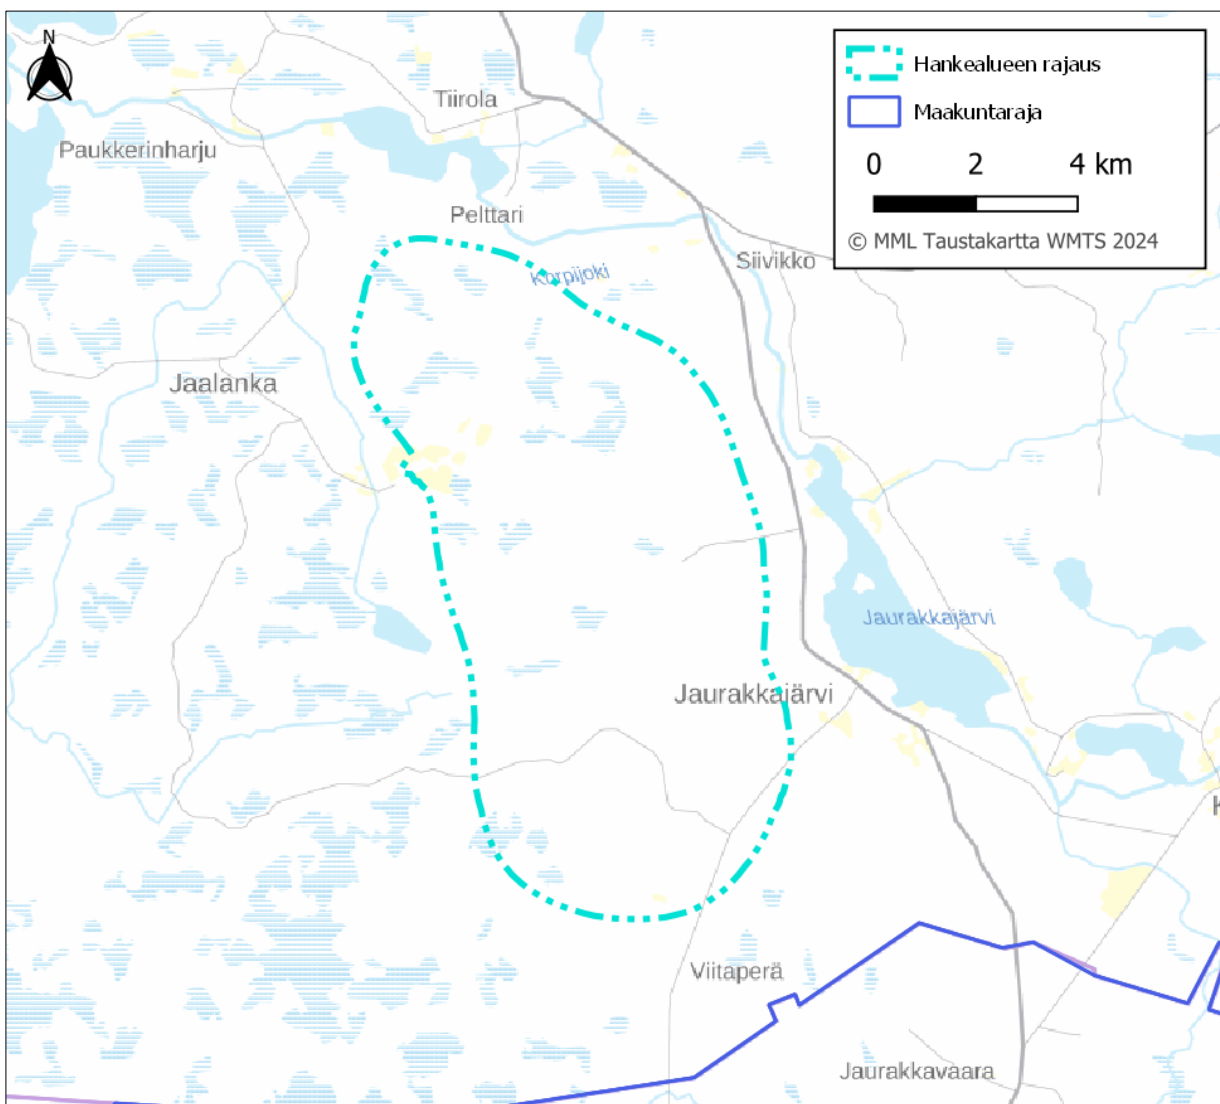 N
Hankealueen rajaus
Maakuntaraja
0 2 4 km
© MML Taustakartta WMTS 2024
Tiirola
Paukkerinharju
Pelttari
Siivikko
Korpijoki
Jaalanka
Jaurakkajärvi
Jaurakkajärvi
Viitaperä
Jaurakkavaara